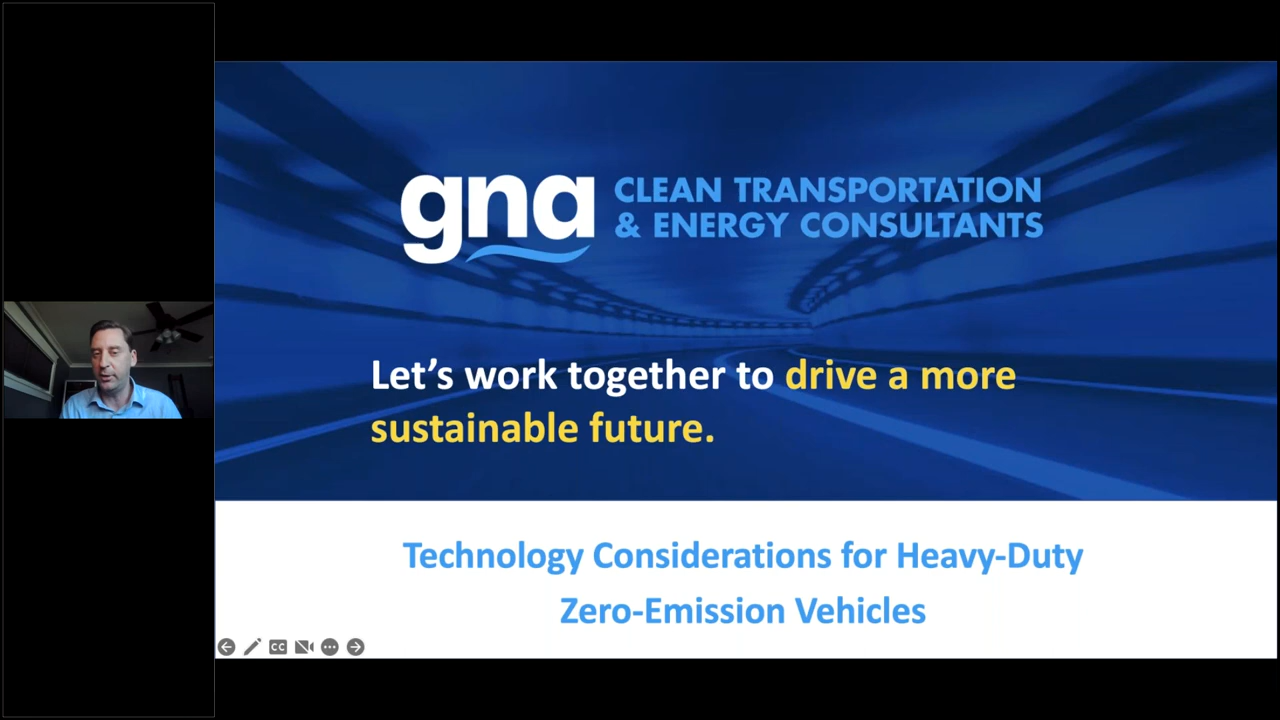 gna CLEAN TRANSPORTATION
& ENERGY CONSULTANTS
Let’s work together to drive a more
sustainable future.
Technology Considerations for Heavy-Duty
Zero-Emission Vehicles
CC